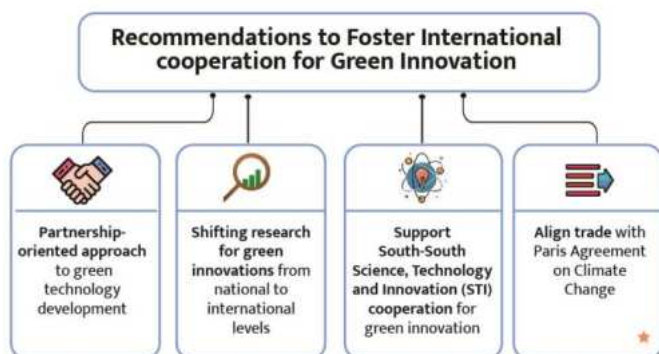 Recommendations to Foster International
cooperation for Green Innovation
Partnership-
oriented approach
to green
technology
development
Shifting research
for green
innovations from
national to
international
levels
Support
South-South
Science, Technology
and Innovation (STI)
cooperation for
green innovation
Align trade with
Paris Agreement
on Climate
Change